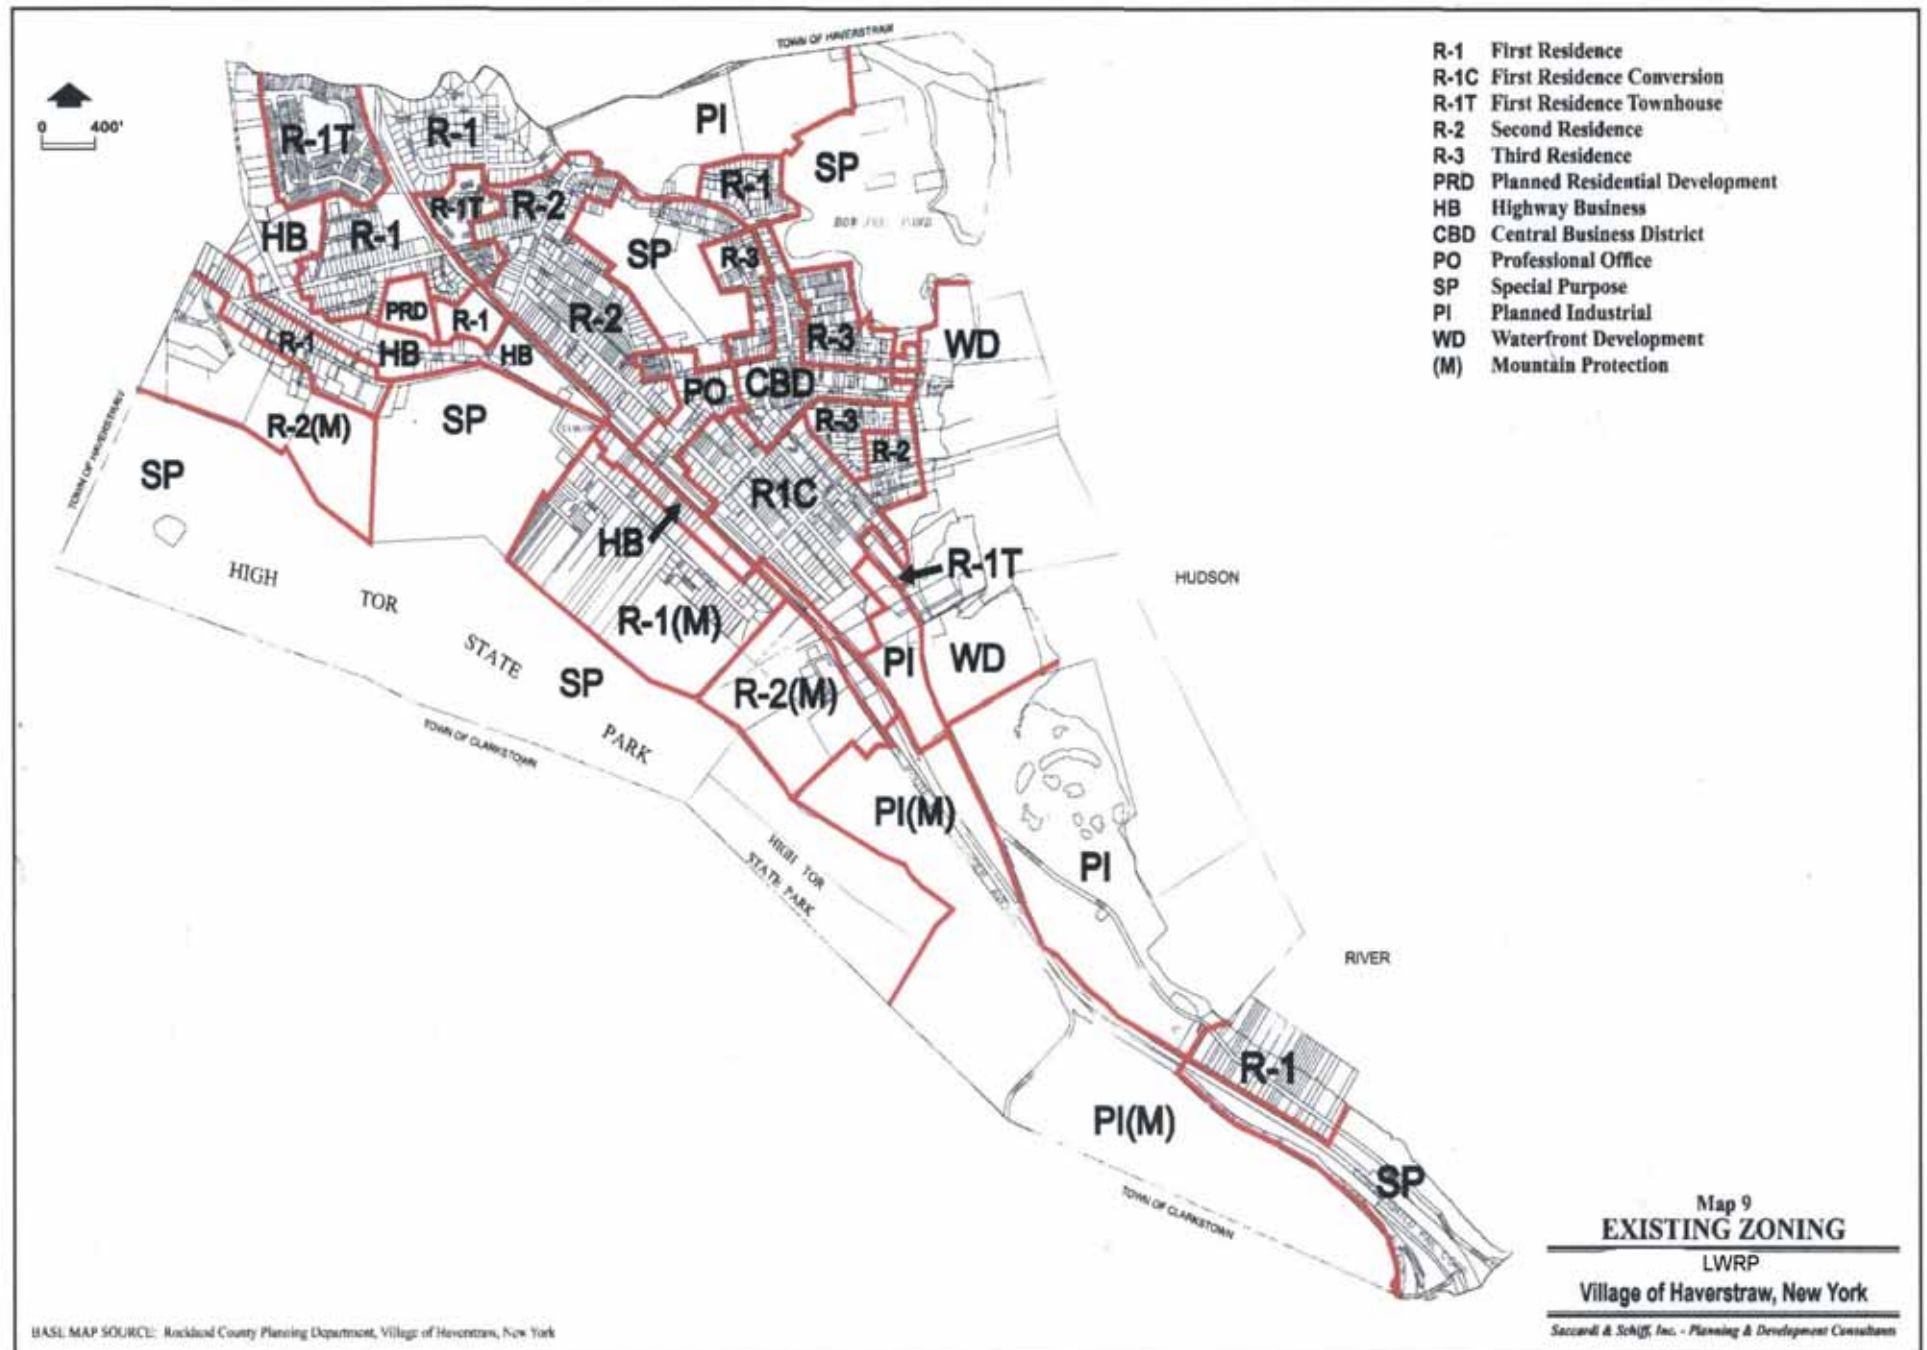 TOWN OF HAVERSTRAW
R-1 First Residence
R-1C First Residence Conversion
R-1T First Residence Townhouse
R-2 Second Residence
R-3 Third Residence
PRD Planned Residential Development
HB Highway Business
CBD Central Business District
PO Professional Office
SP Special Purpose
PI Planned Industrial
WD Waterfront Development
(M) Mountain Protection
0 400'
R-1T
R-1
PI
SP
R-1
R-1T
R-2
HB
R-1
SP
R-3
PRD
R-1
R-2
R-3
WD
R-1
HB
HB
PO
CBD
R-2(M)
SP
R-3
R-2
TOWN OF HAVERSTRAW
SP
R1C
HB
R-1T
HUDSON
HIGH
TOR
STATE
PARK
R-1(M)
SP
R-2(M)
PI
WD
TOWN OF CLARKSTOWN
PI(M)
HIGH TOR
STATE PARK
PI
RIVER
R-1
PI(M)
SP
TOWN OF CLARKSTOWN
Map 9
EXISTING ZONING
LWRP
Village of Haverstraw, New York
Saccardi & Schiff, Inc. - Planning & Development Consultants
BASE MAP SOURCE: Rockland County Planning Department, Village of Haverstraw, New York